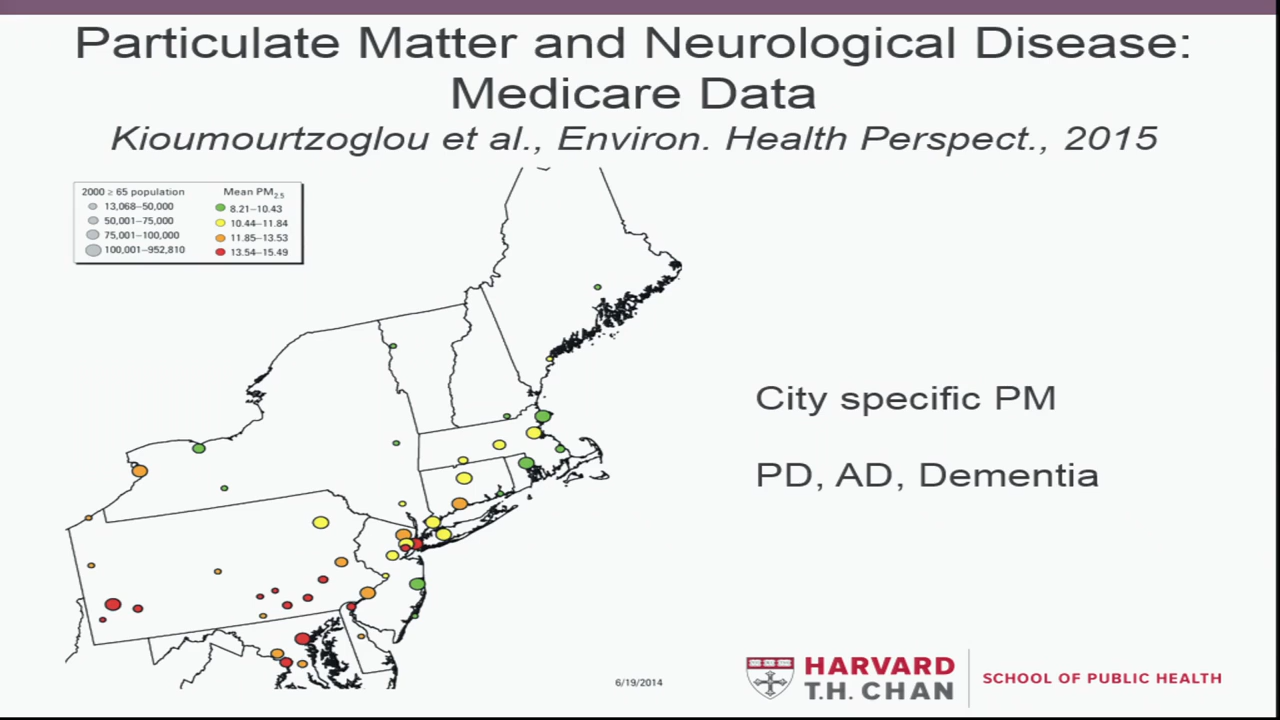 Particulate Matter and Neurological Disease:
Medicare Data
Kioumourtzoglou et al., Environ. Health Perspect., 2015
2000 ≥ 65 population
13,068–50,000
50,001–75,000
75,001–100,000
100,001–952,810
Mean PM2.5
8.21–10.43
10.44–11.84
11.85–13.53
13.54–15.49
City specific PM
PD, AD, Dementia
6/19/2014
HARVARD
T.H. CHAN
SCHOOL OF PUBLIC HEALTH